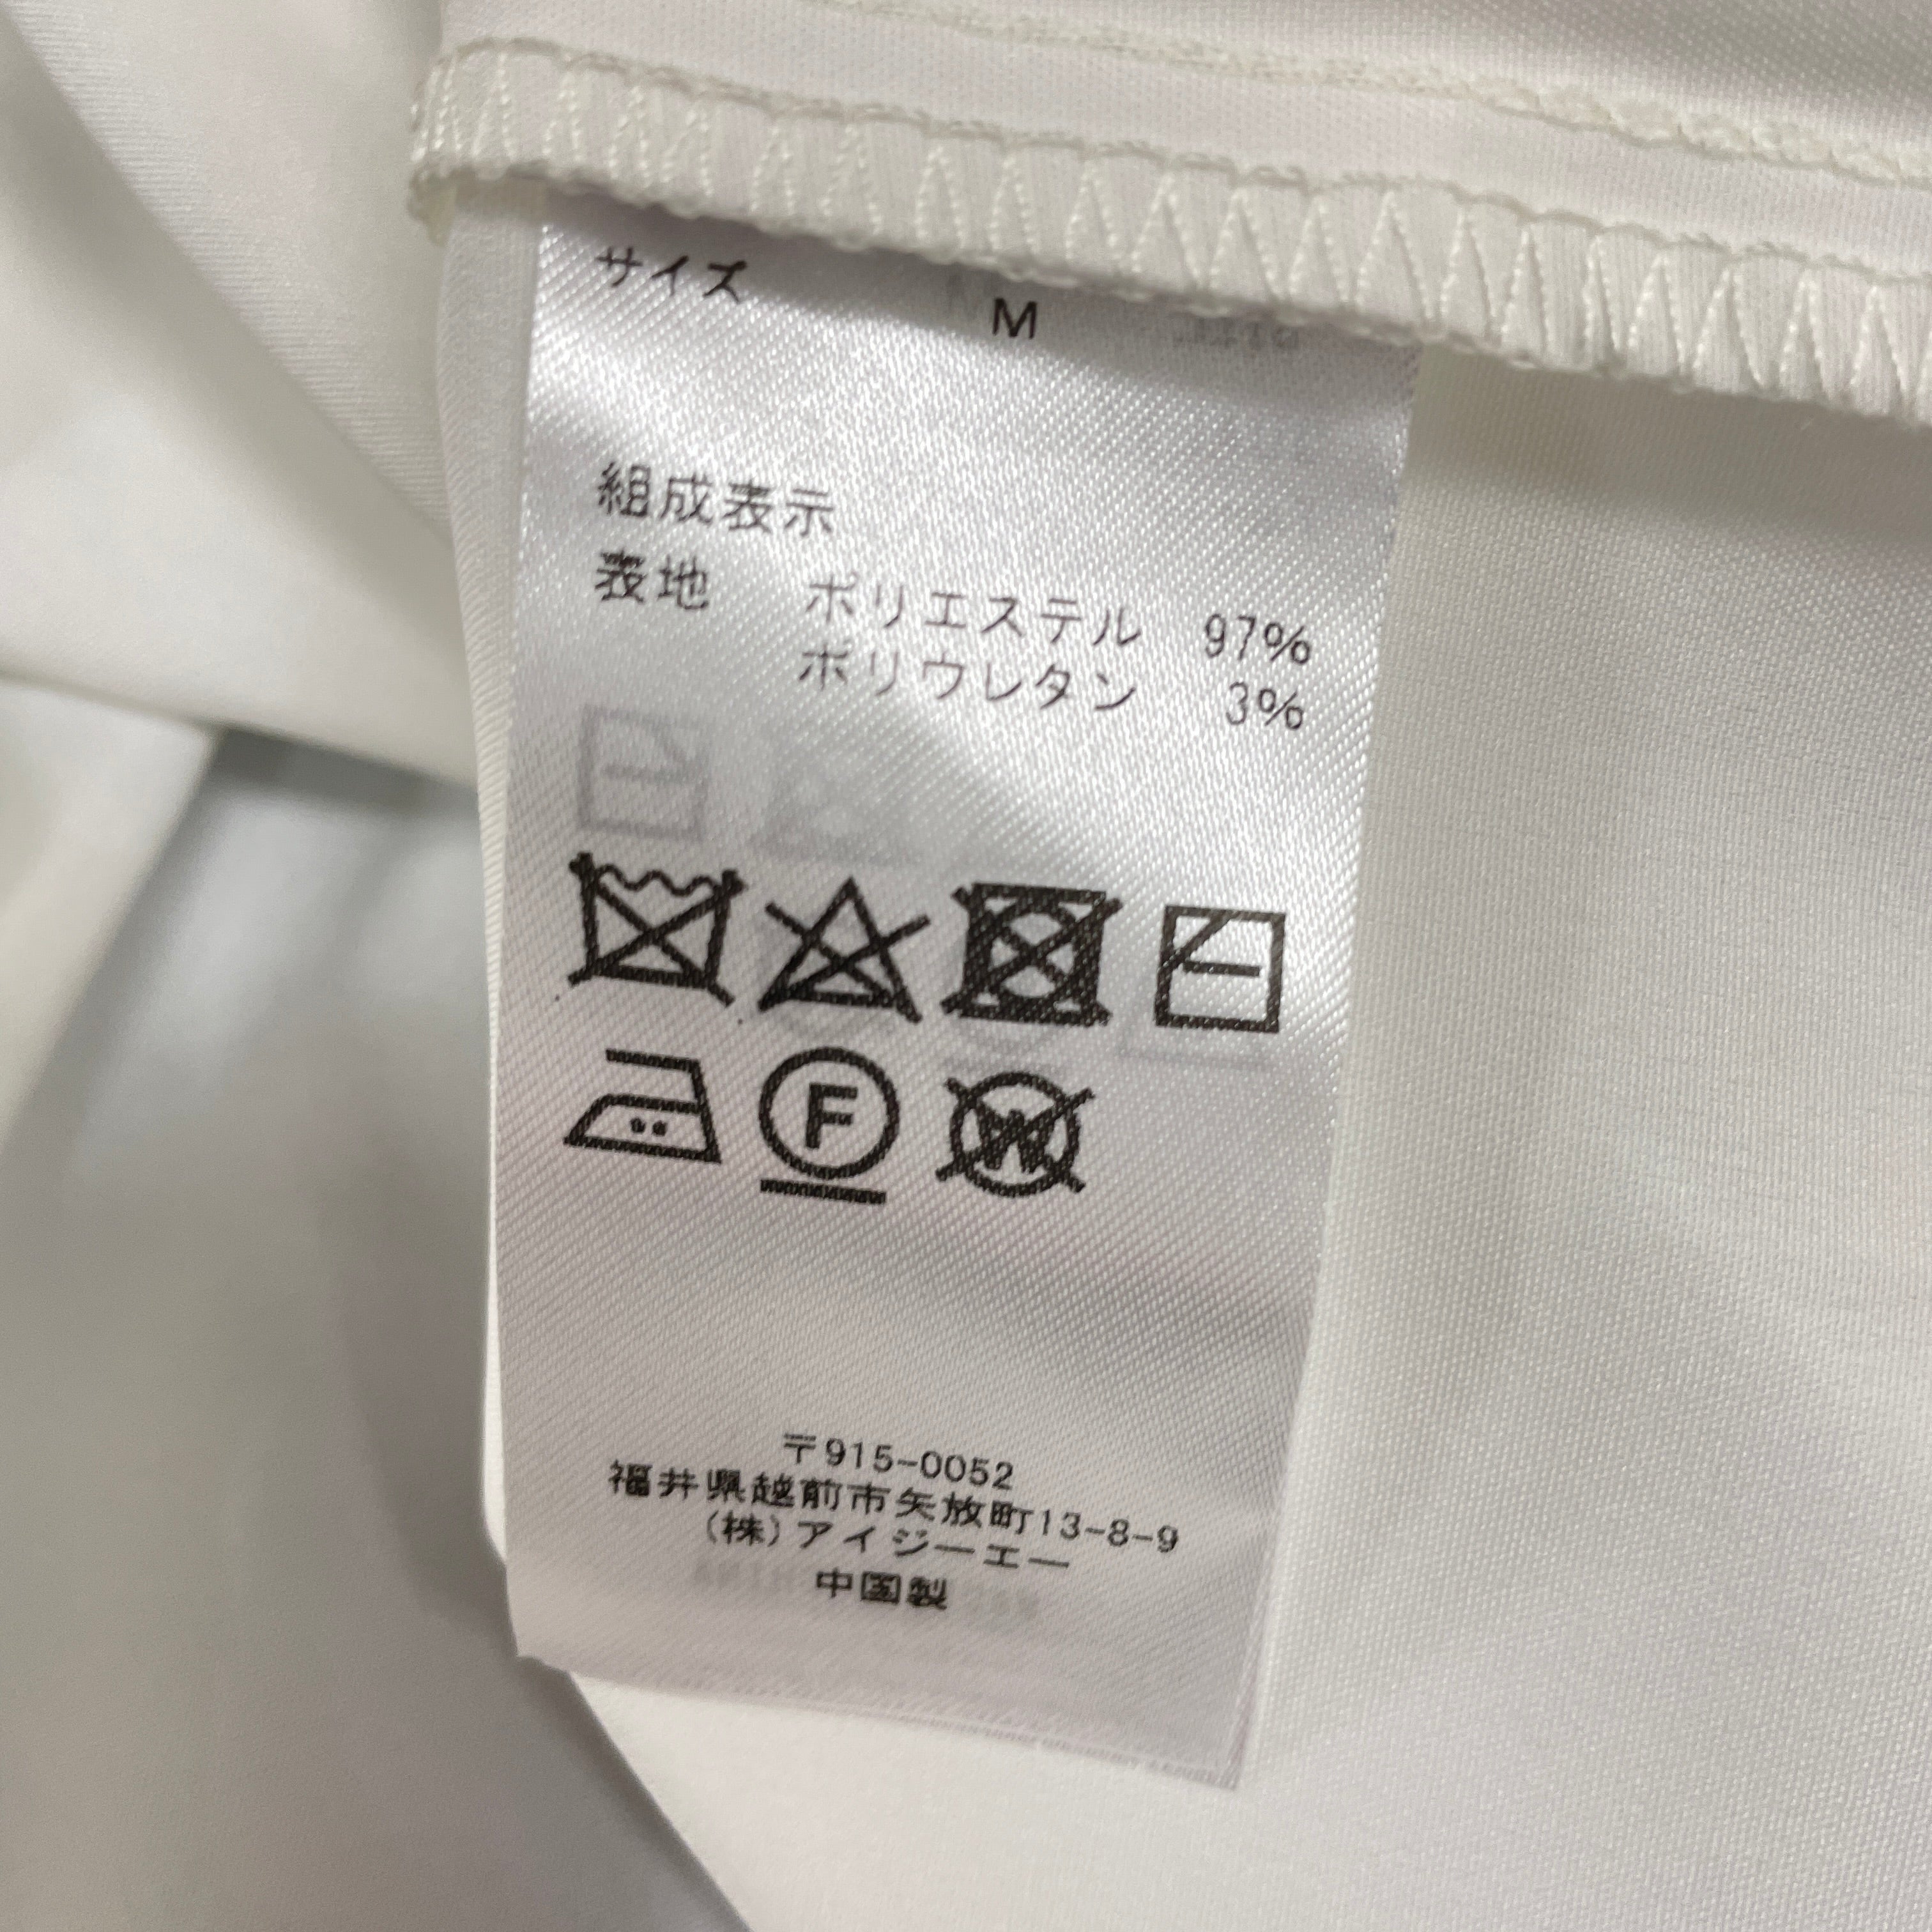 サイズ M
組成表示
表地 ポリエステル 97%
ポリウレタン 3%
F
W
〒915-0052
福井県越前市矢放町13-8-9
(株)アイジーエー
中国製